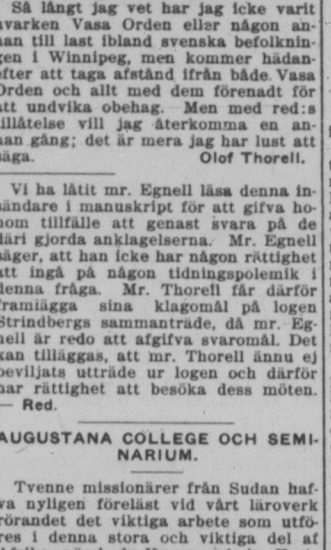 Så långt jag vet har jag icke varit
varken Vasa Orden eller någon an-
nan till last ibland svenska befolknin-
gen i Winnipeg, men kommer hädan-
efter att taga afstånd ifrån både Vasa
Orden och allt med dem förenadt för
att undvika obehag. Men med red:s
tillåtelse vill jag återkomma en an-
nan gång; det är mera jag har lust att
säga. Olof Thorell.
Vi ha låtit mr. Egnell läsa denna in-
sändare i manuskript för att gifva ho-
nom tillfälle att genast svara på de
däri gjorda anklagelserna. Mr. Egnell
säger, att han icke har någon rättighet
att ingå på någon tidningspolemik i
denna fråga. Mr. Thorell får därför
framlägga sina klagomål på logen
Strindbergs sammanträde, då mr. Eg-
nell är redo att afgifva svaromål. Det
kan tilläggas, att mr. Thorell ännu ej
beviljats utträde ur logen och därför
har rättighet att besöka dess möten.
— Red.
AUGUSTANA COLLEGE OCH SEMI-
NARIUM.
Tvenne missionärer från Sudan haf-
va nyligen föreläst vid vårt läroverk
rörandet det viktiga arbete som utfö-
res i denna stora och viktiga del af